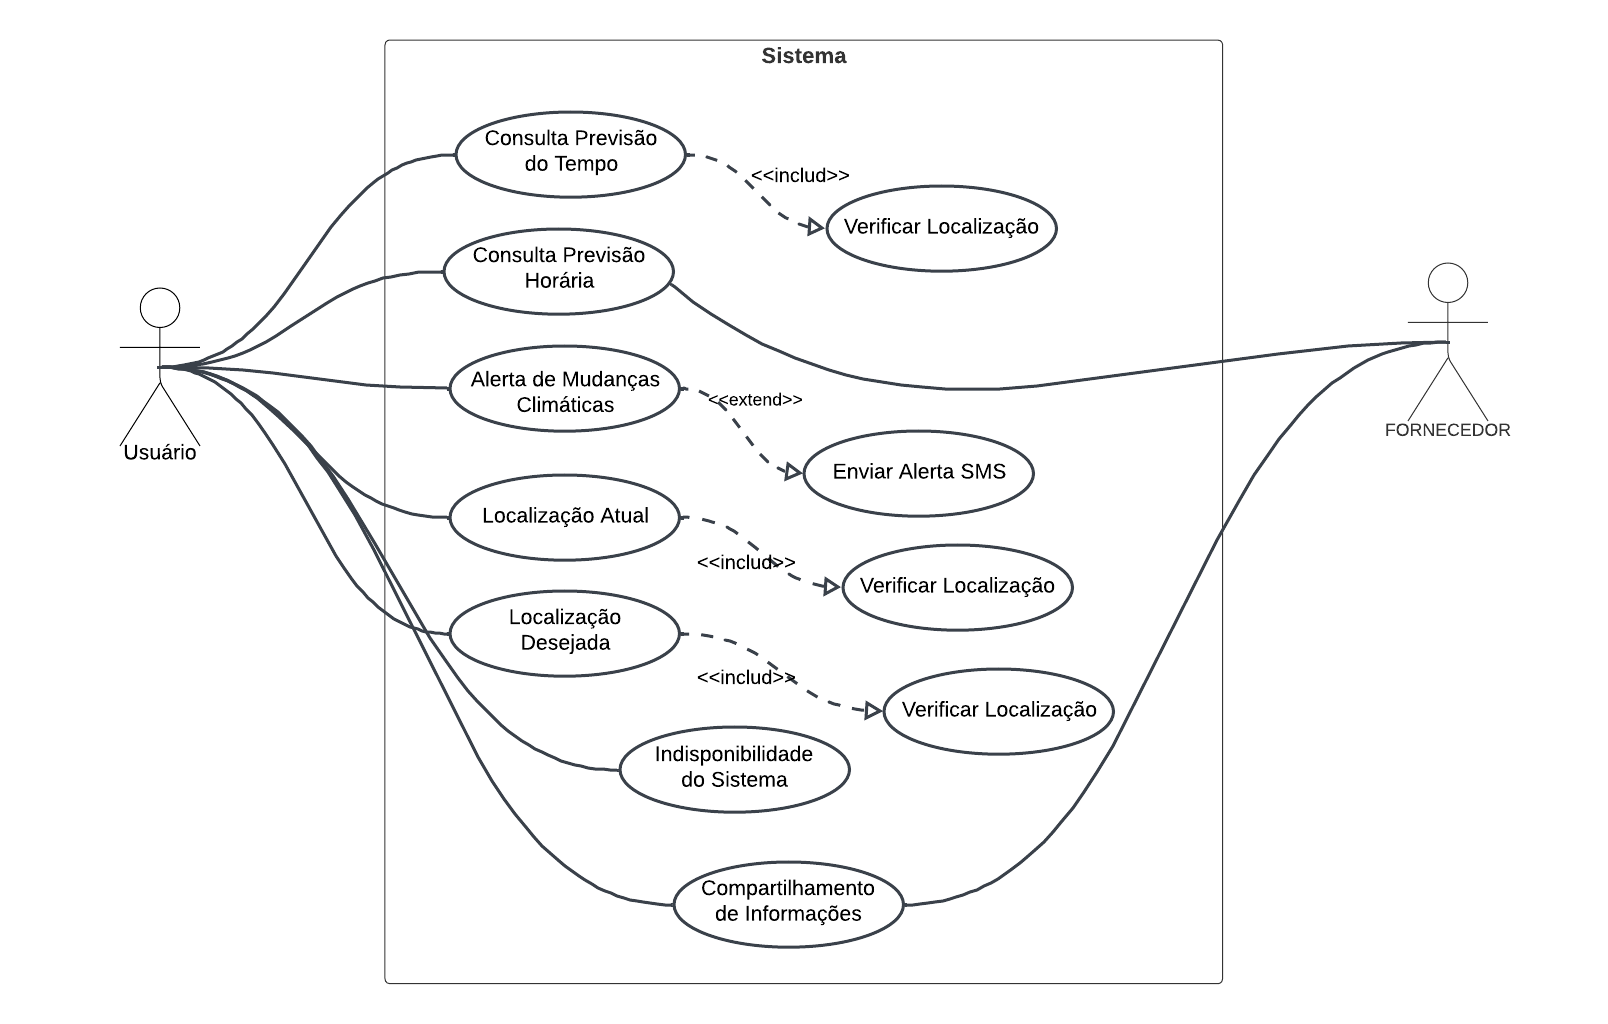 Sistema
Consulta Previsão
do Tempo
<<includ>>
Verificar Localização
Consulta Previsão
Horária
Alerta de Mudanças
Climáticas
<<extend>>
Enviar Alerta SMS
Usuário
FORNECEDOR
Localização Atual
<<includ>>
Verificar Localização
Localização
Desejada
<<includ>>
Verificar Localização
Indisponibilidade
do Sistema
Compartilhamento
de Informações